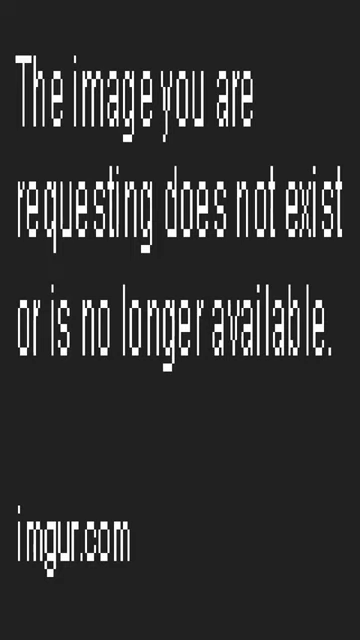 The image you are
requesting does not exist
or is no longer available.
imgur.com